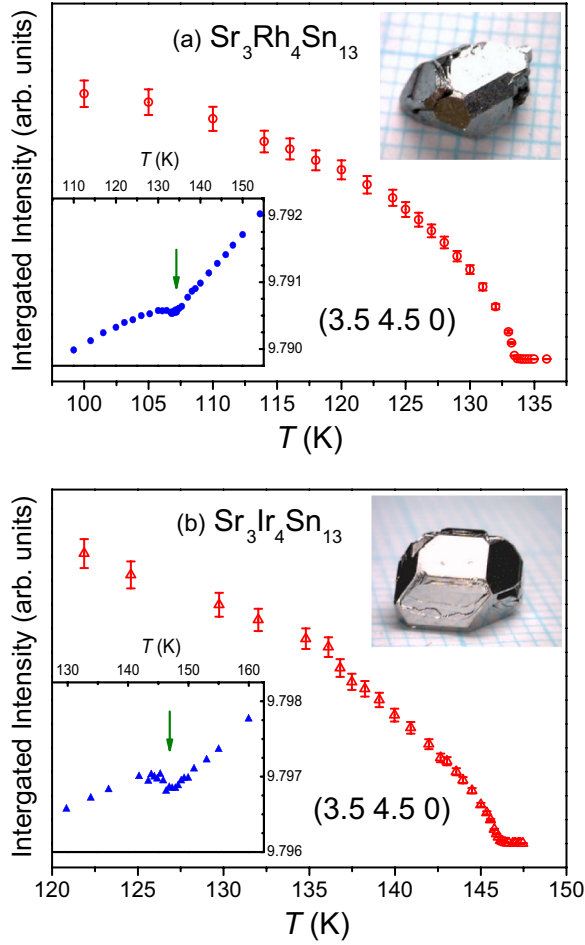 (a) Sr3Rh4Sn13
Intergated Intensity (arb. units)
T (K)
110 120 130 140 150
9.792
9.791
9.790
(3.5 4.5 0)
100 105 110 115 120 125 130 135
T (K)
(b) Sr3Ir4Sn13
Intergated Intensity (arb. units)
T (K)
130 140 150 160
9.798
9.797
9.796
(3.5 4.5 0)
120 125 130 135 140 145 150
T (K)